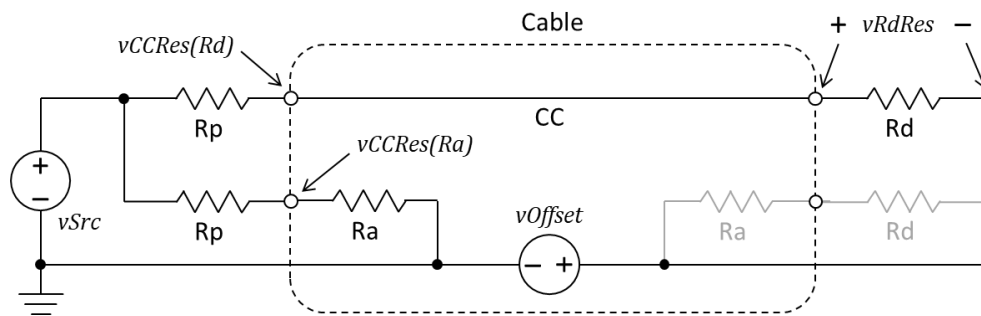 Cable
+ vRdRes −
vCCRes(Rd)
Rp
CC
Rd
vCCRes(Ra)
+
−
vSrc
Rp
Ra
vOffset
− +
Ra
Rd